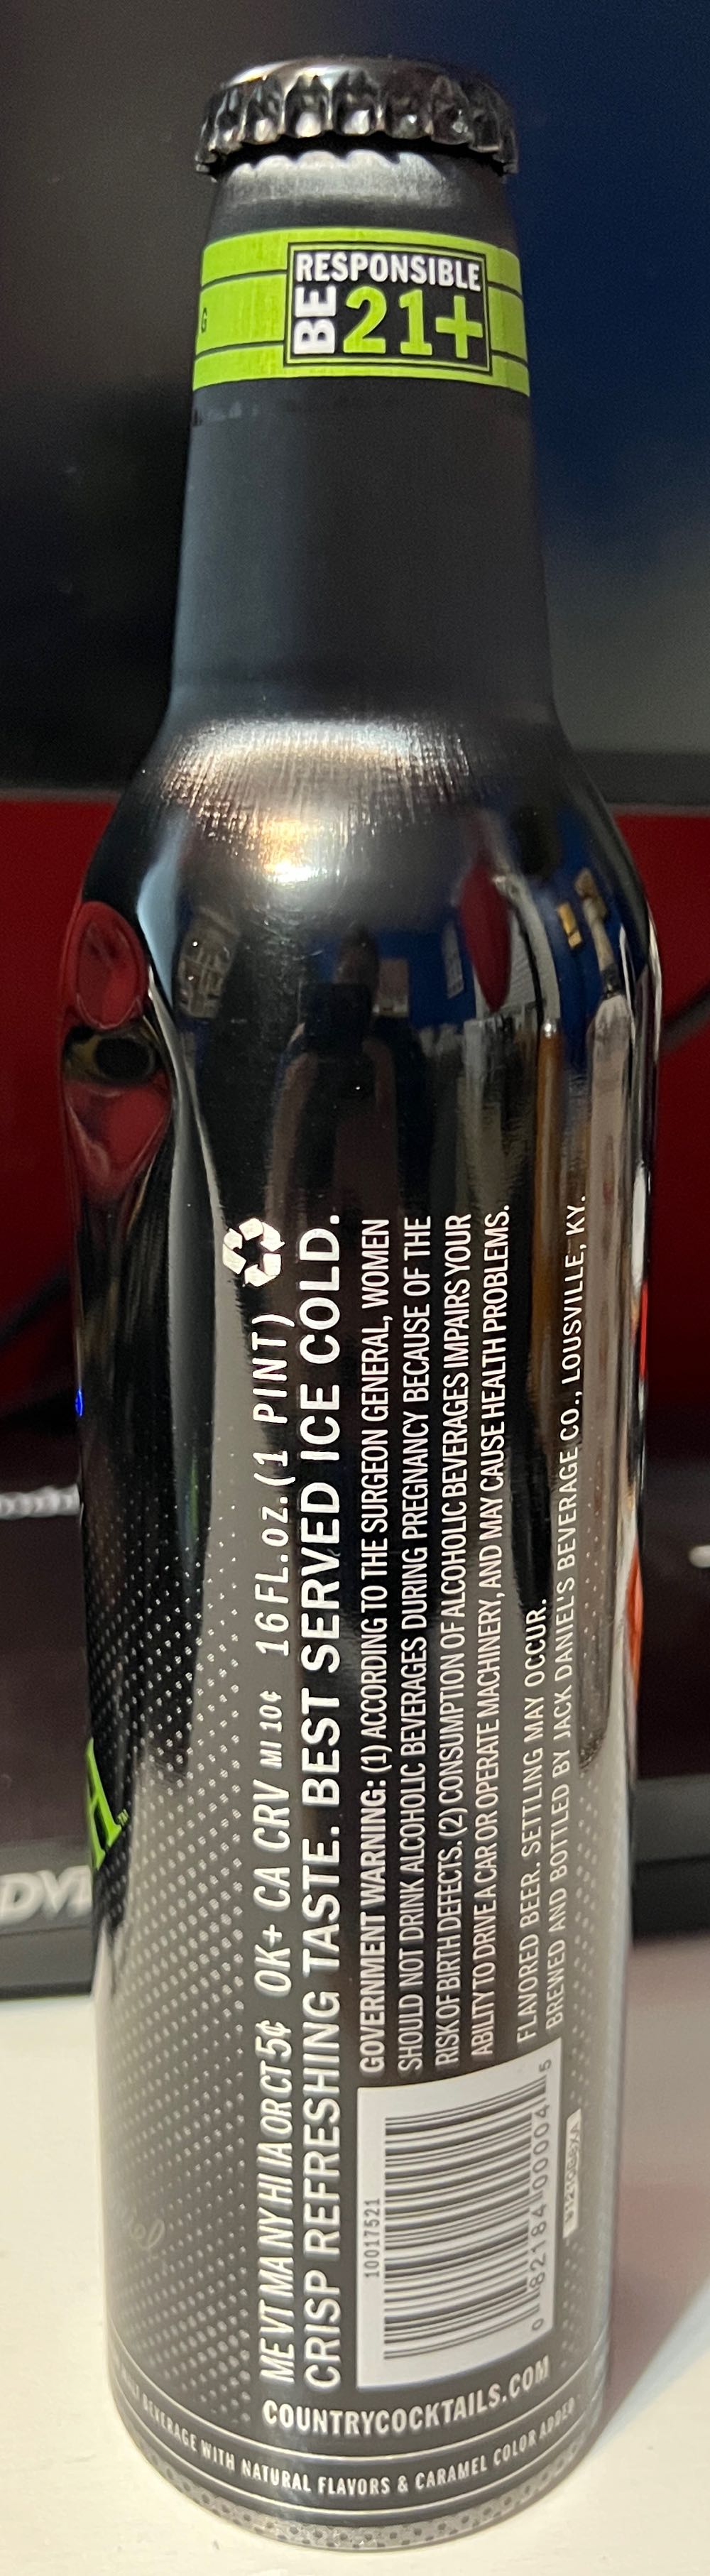 G
RESPONSIBLE
BE 21+
ME VT MA NY HI IA OR CT 5¢ OK+ CA CRV MI 10¢ 16 FL. oz. (1 PINT)
CRISP REFRESHING TASTE. BEST SERVED ICE COLD.
GOVERNMENT WARNING: (1) ACCORDING TO THE SURGEON GENERAL, WOMEN
SHOULD NOT DRINK ALCOHOLIC BEVERAGES DURING PREGNANCY BECAUSE OF THE
RISK OF BIRTH DEFECTS. (2) CONSUMPTION OF ALCOHOLIC BEVERAGES IMPAIRS YOUR
ABILITY TO DRIVE A CAR OR OPERATE MACHINERY, AND MAY CAUSE HEALTH PROBLEMS.
FLAVORED BEER. SETTLING MAY OCCUR.
BREWED AND BOTTLED BY JACK DANIEL'S BEVERAGE CO., LOUSVILLE, KY.
10017521
0 82184 00004 5
COUNTRYCOCKTAILS.COM
BEVERAGE WITH NATURAL FLAVORS & CARAMEL COLOR ADDED